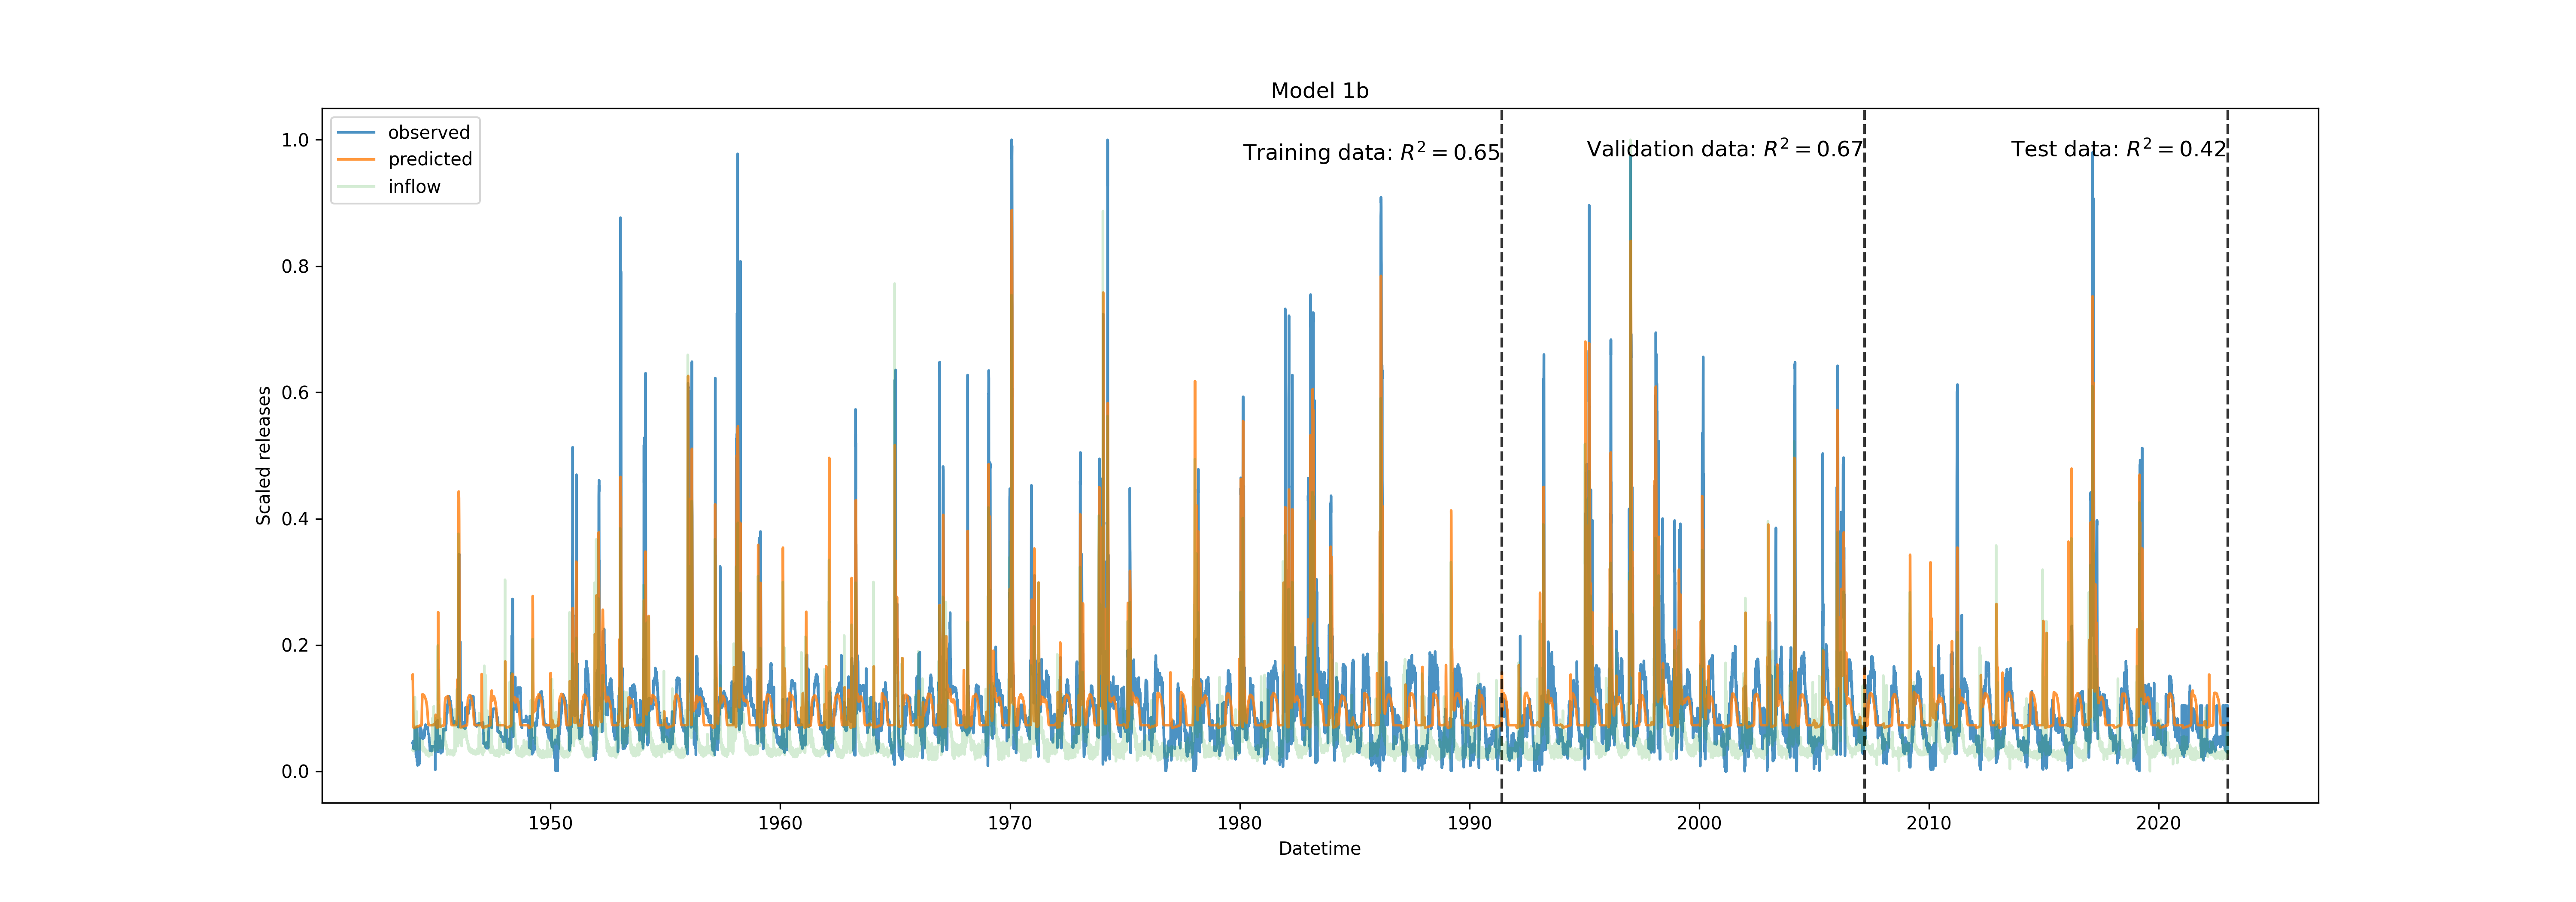 Model 1b
observed
predicted
inflow
Training data: R² = 0.65
Validation data: R² = 0.67
Test data: R² = 0.42
Scaled releases
1.0
0.8
0.6
0.4
0.2
0.0
1950 1960 1970 1980 1990 2000 2010 2020
Datetime